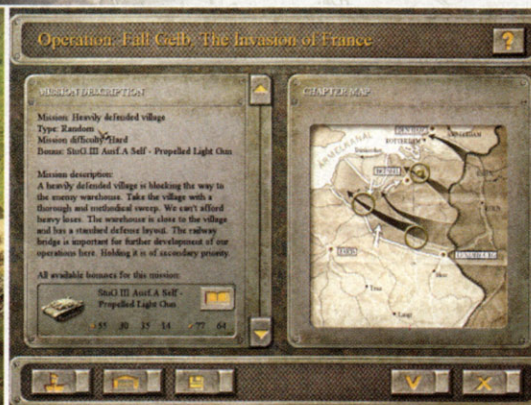 Operation: Fall Gelb: The Invasion of France
?
MISSION DESCRIPTION
Mission: Heavily defended village
Type: Random
Mission difficulty: Hard
Bonus: StuG III Ausf.A Self - Propelled Light Gun
Mission description:
A heavily defended village is blocking the way to
the enemy warehouse. Take the village with a
thorough and methodical sweep. We can't afford
heavy loses. The warehouse is close to the village
and has a standard defense layout. The railway
bridge is important for further development of our
operations here. Holding it is of secondary priority.
All available bonuses for this mission:
StuG III Ausf.A Self -
Propelled Light Gun
55 30 35 14 77 64
CHAPTER MAP
ARMELKANAL
ROTTERDAM
V X